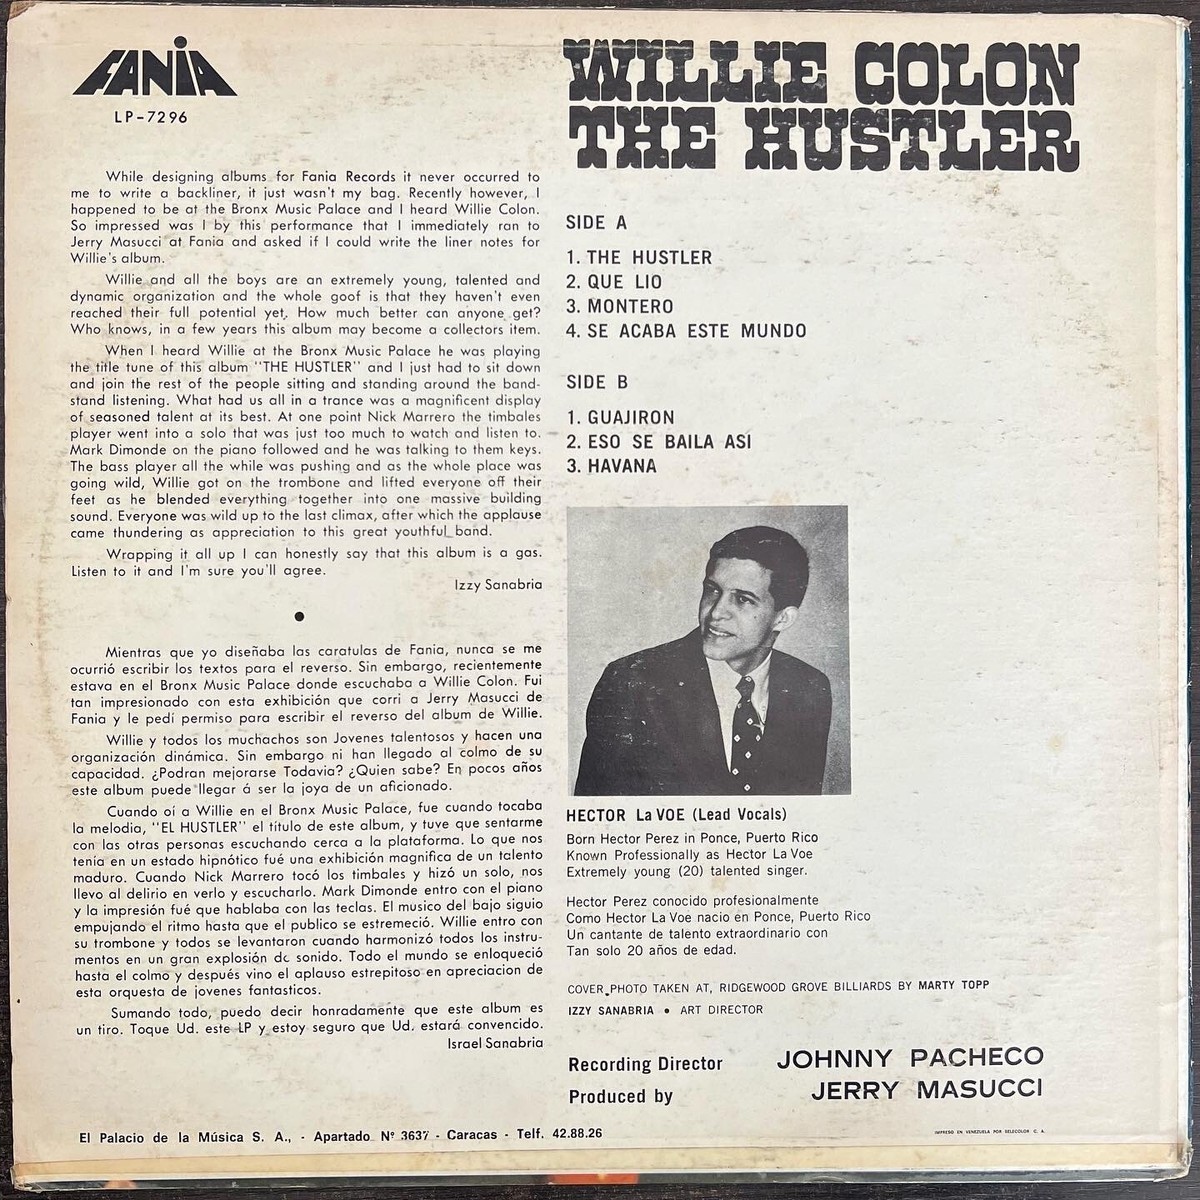 FANIA
LP-7296
WILLIE COLON
THE HUSTLER
While designing albums for Fania Records it never occurred to
me to write a backliner, it just wasn't my bag. Recently however, I
happened to be at the Bronx Music Palace and I heard Willie Colon.
So impressed was I by this performance that I immediately ran to
Jerry Masucci at Fania and asked if I could write the liner notes for
Willie's album.
Willie and all the boys are an extremely young, talented and
dynamic organization and the whole goof is that they haven't even
reached their full potential yet. How much better can anyone get?
Who knows, in a few years this album may become a collectors item.
When I heard Willie at the Bronx Music Palace he was playing
the title tune of this album "THE HUSTLER" and I just had to sit down
and join the rest of the people sitting and standing around the band-
stand listening. What had us all in a trance was a magnificent display
of seasoned talent at its best. At one point Nick Marrero the timbales
player went into a solo that was just too much to watch and listen to.
Mark Dimonde on the piano followed and he was talking to them keys.
The bass player all the while was pushing and as the whole place was
going wild, Willie got on the trombone and lifted everyone off their
feet as he blended everything together into one massive building
sound. Everyone was wild up to the last climax, after which the applause
came thundering as appreciation to this great youthful band.
Wrapping it all up I can honestly say that this album is a gas.
Listen to it and I'm sure you'll agree.
Izzy Sanabria
Mientras que yo diseñaba las caratulas de Fania, nunca se me
ocurrió escribir los textos para el reverso. Sin embargo, recientemente
estava en el Bronx Music Palace donde escuchaba a Willie Colon. Fui
tan impresionado con esta exhibición que corri a Jerry Masucci de
Fania y le pedí permiso para escribir el reverso del album de Willie.
Willie y todos los muchachos son Jovenes talentosos y hacen una
organización dinámica. Sin embargo ni han llegado al colmo de su
capacidad. ¿Podran mejorarse Todavia? ¿Quien sabe? En pocos años
este album puede llegar á ser la joya de un aficionado.
Cuando oí a Willie en el Bronx Music Palace, fue cuando tocaba
la melodia, "EL HUSTLER" el título de este album, y tuve que sentarme
con las otras personas escuchando cerca a la plataforma. Lo que nos
tenía en un estado hipnótico fué una exhibición magnifica de un talento
maduro. Cuando Nick Marrero tocó los timbales y hizó un solo, nos
llevo al delirio en verlo y escucharlo. Mark Dimonde entro con el piano
y la impresión fué que hablaba con las teclas. El musico del bajo siguio
empujando el ritmo hasta que el publico se estremeció. Willie entro con
su trombone y todos se levantaron cuando harmonizó todos los instru-
mentos en un gran explosión de sonido. Todo el mundo se enloqueció
hasta el colmo y después vino el aplauso estrepitoso en apreciacion de
esta orquesta de jovenes fantasticos.
Sumando todo, puedo decir honradamente que este album es
un tiro. Toque Ud. este LP y estoy seguro que Ud. estará convencido.
Israel Sanabria
SIDE A
1. THE HUSTLER
2. QUE LIO
3. MONTERO
4. SE ACABA ESTE MUNDO
SIDE B
1. GUAJIRON
2. ESO SE BAILA ASI
3. HAVANA
HECTOR La VOE (Lead Vocals)
Born Hector Perez in Ponce, Puerto Rico
Known Professionally as Hector La Voe
Extremely young (20) talented singer.
Hector Perez conocido profesionalmente
Como Hector La Voe nacio en Ponce, Puerto Rico
Un cantante de talento extraordinario con
Tan solo 20 años de edad.
COVER PHOTO TAKEN AT, RIDGEWOOD GROVE BILLIARDS BY MARTY TOPP
IZZY SANABRIA • ART DIRECTOR
Recording Director JOHNNY PACHECO
Produced by JERRY MASUCCI
El Palacio de la Música S. A., - Apartado Nº 3637 - Caracas - Telf. 42.88.26
IMPRESO EN VENEZUELA POR SELECOLOR C. A.